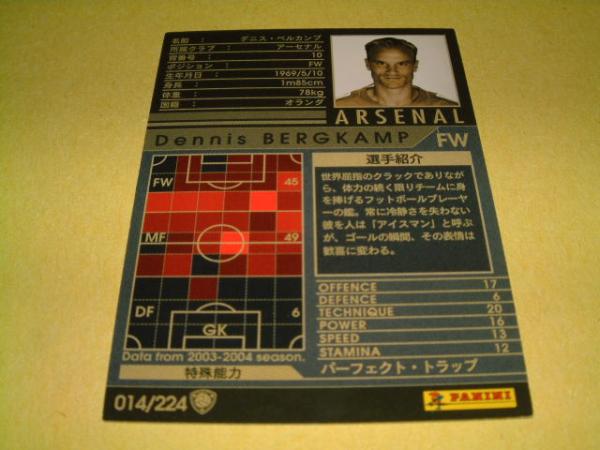 名前 : デニス・ベルカンプ
所属クラブ : アーセナル
背番号 : 10
ポジション : FW
生年月日 : 1969/5/10
身長 : 1m85cm
体重 : 78kg
国籍 : オランダ
ARSENAL
Dennis BERGKAMP FW
FW 45
MF 49
DF 6
GK
Data from 2003-2004 season.
選手紹介
世界屈指のクラックでありなが
ら、体力の続く限りチームに身
を捧げるフットボールプレーヤ
ーの鑑。常に冷静さを失わない
彼を人は「アイスマン」と呼ぶ
が、ゴールの瞬間、その表情は
歓喜に変わる。
OFFENCE 17
DEFENCE 6
TECHNIQUE 20
POWER 16
SPEED 13
STAMINA 12
特殊能力 パーフェクト・トラップ
014/224
PANINI